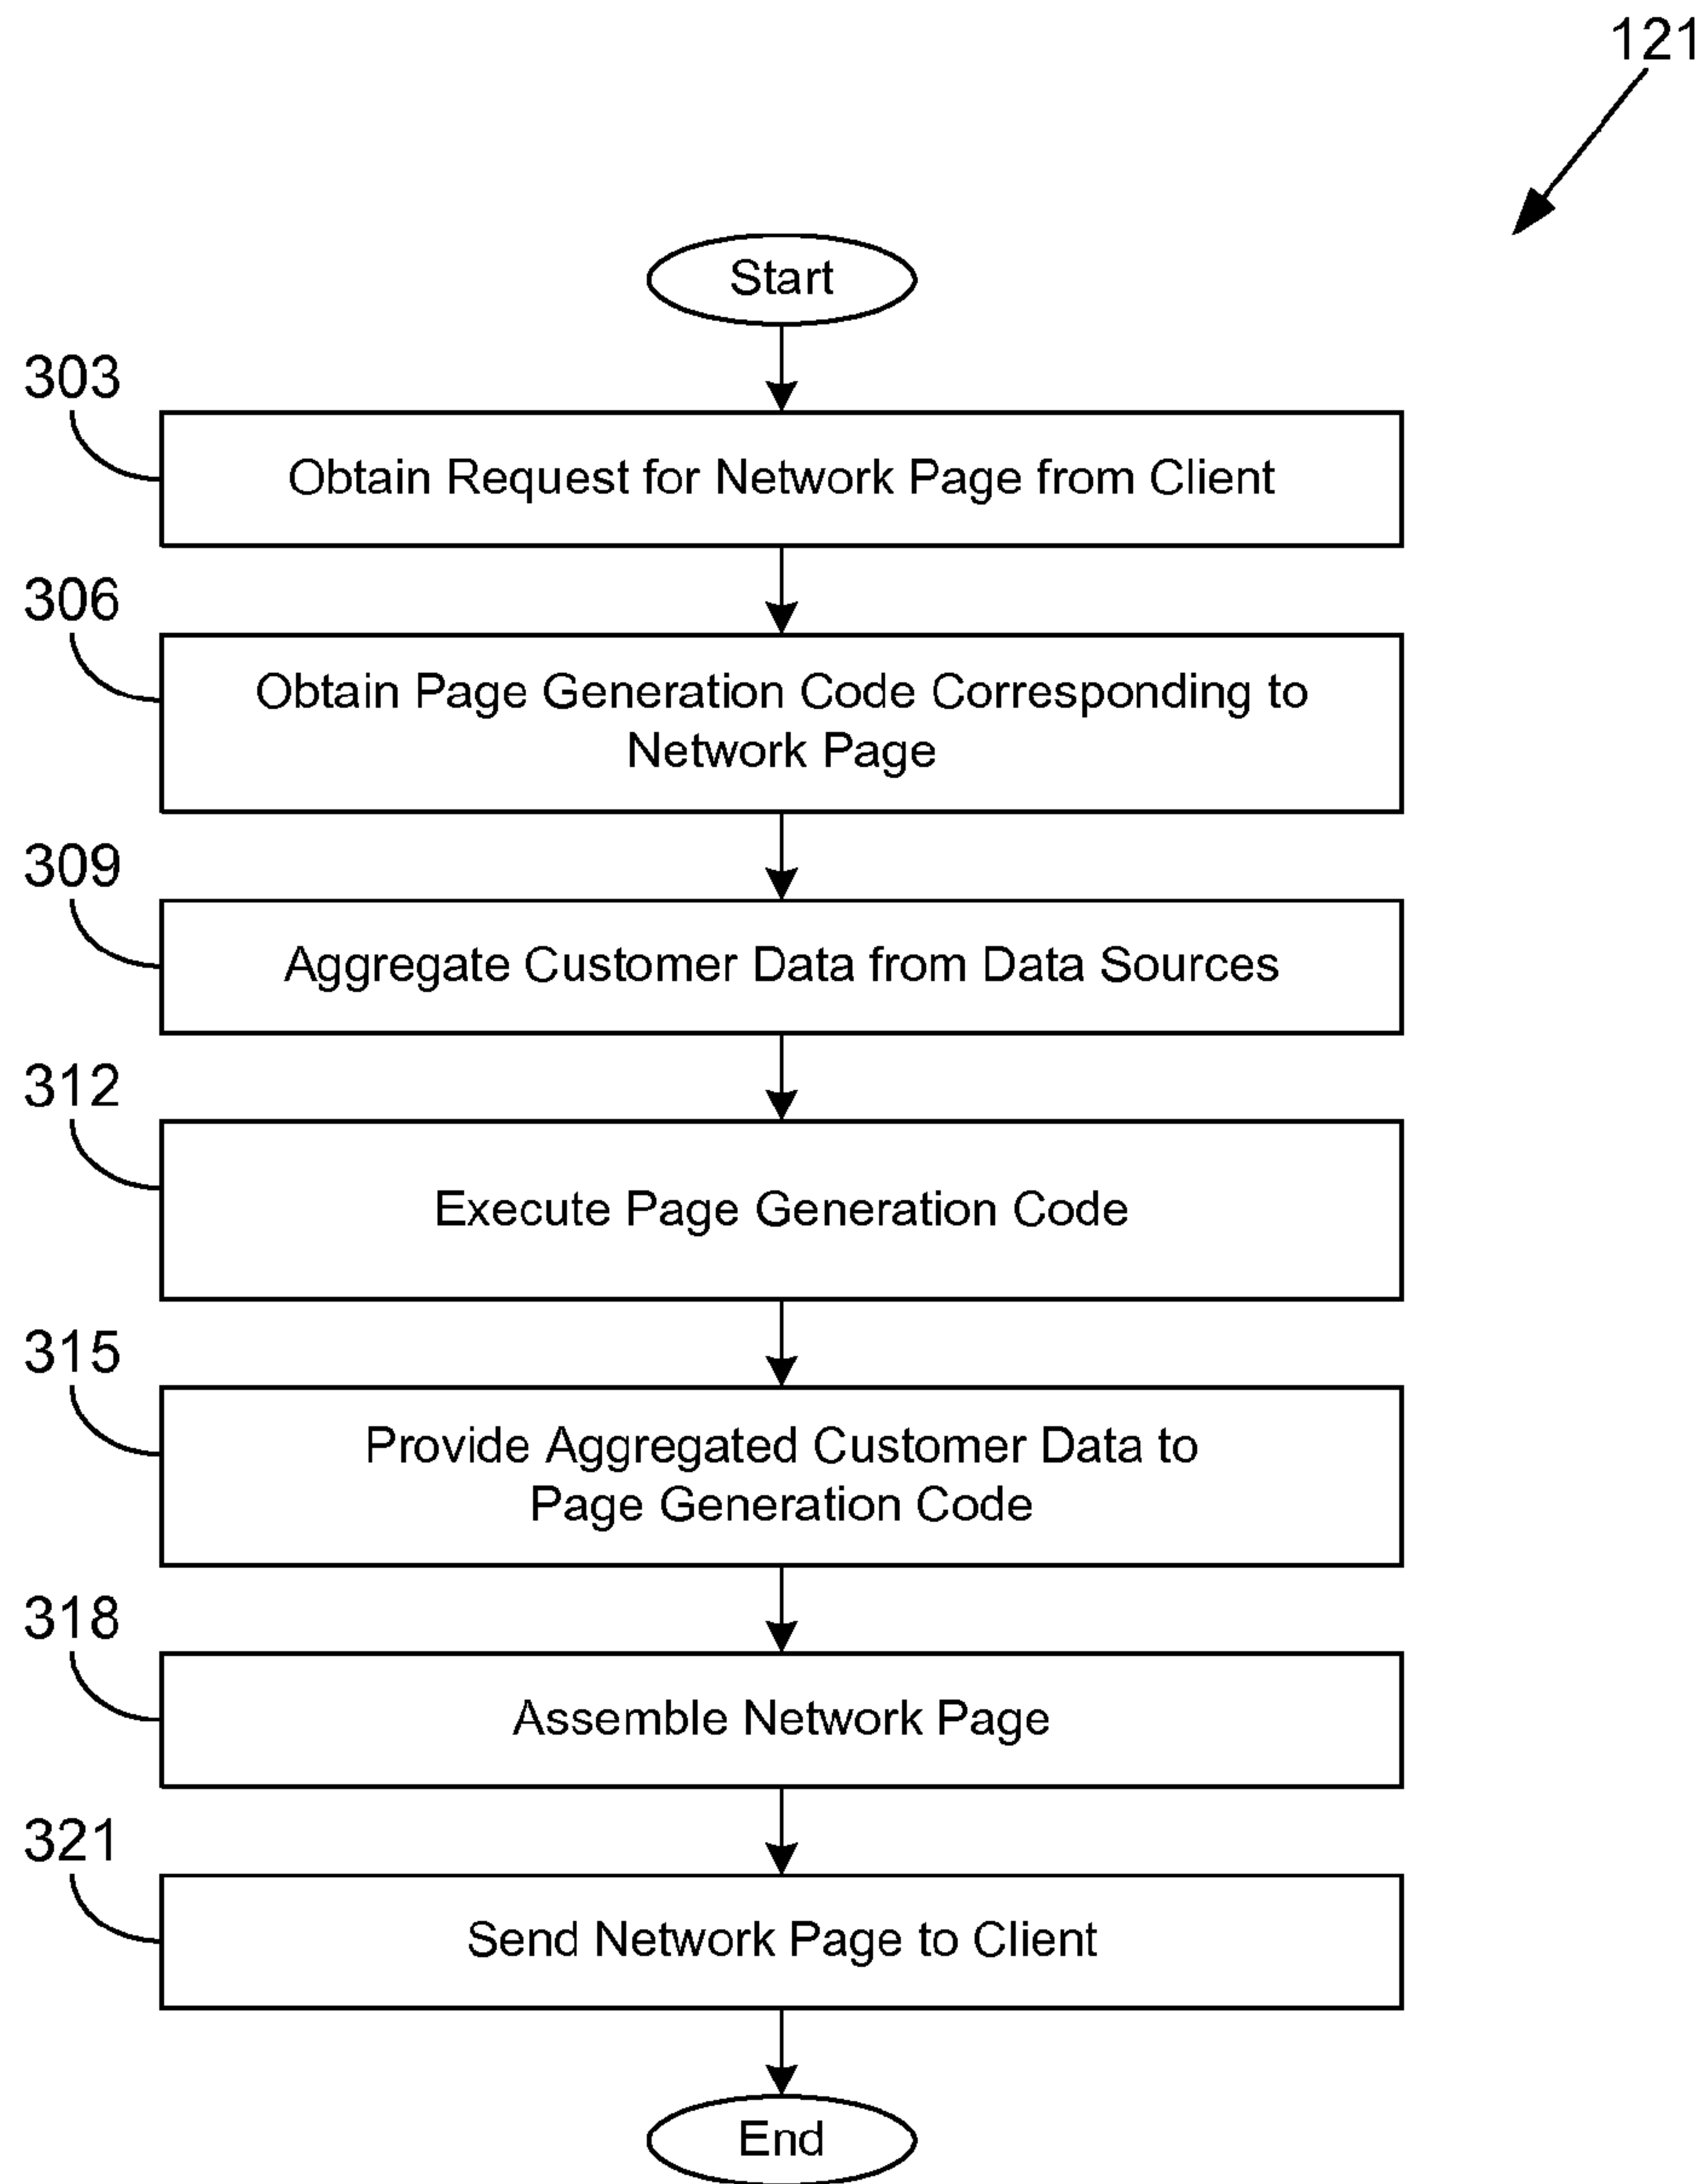 121
Start
303
Obtain Request for Network Page from Client
306
Obtain Page Generation Code Corresponding to
Network Page
309
Aggregate Customer Data from Data Sources
312
Execute Page Generation Code
315
Provide Aggregated Customer Data to
Page Generation Code
318
Assemble Network Page
321
Send Network Page to Client
End